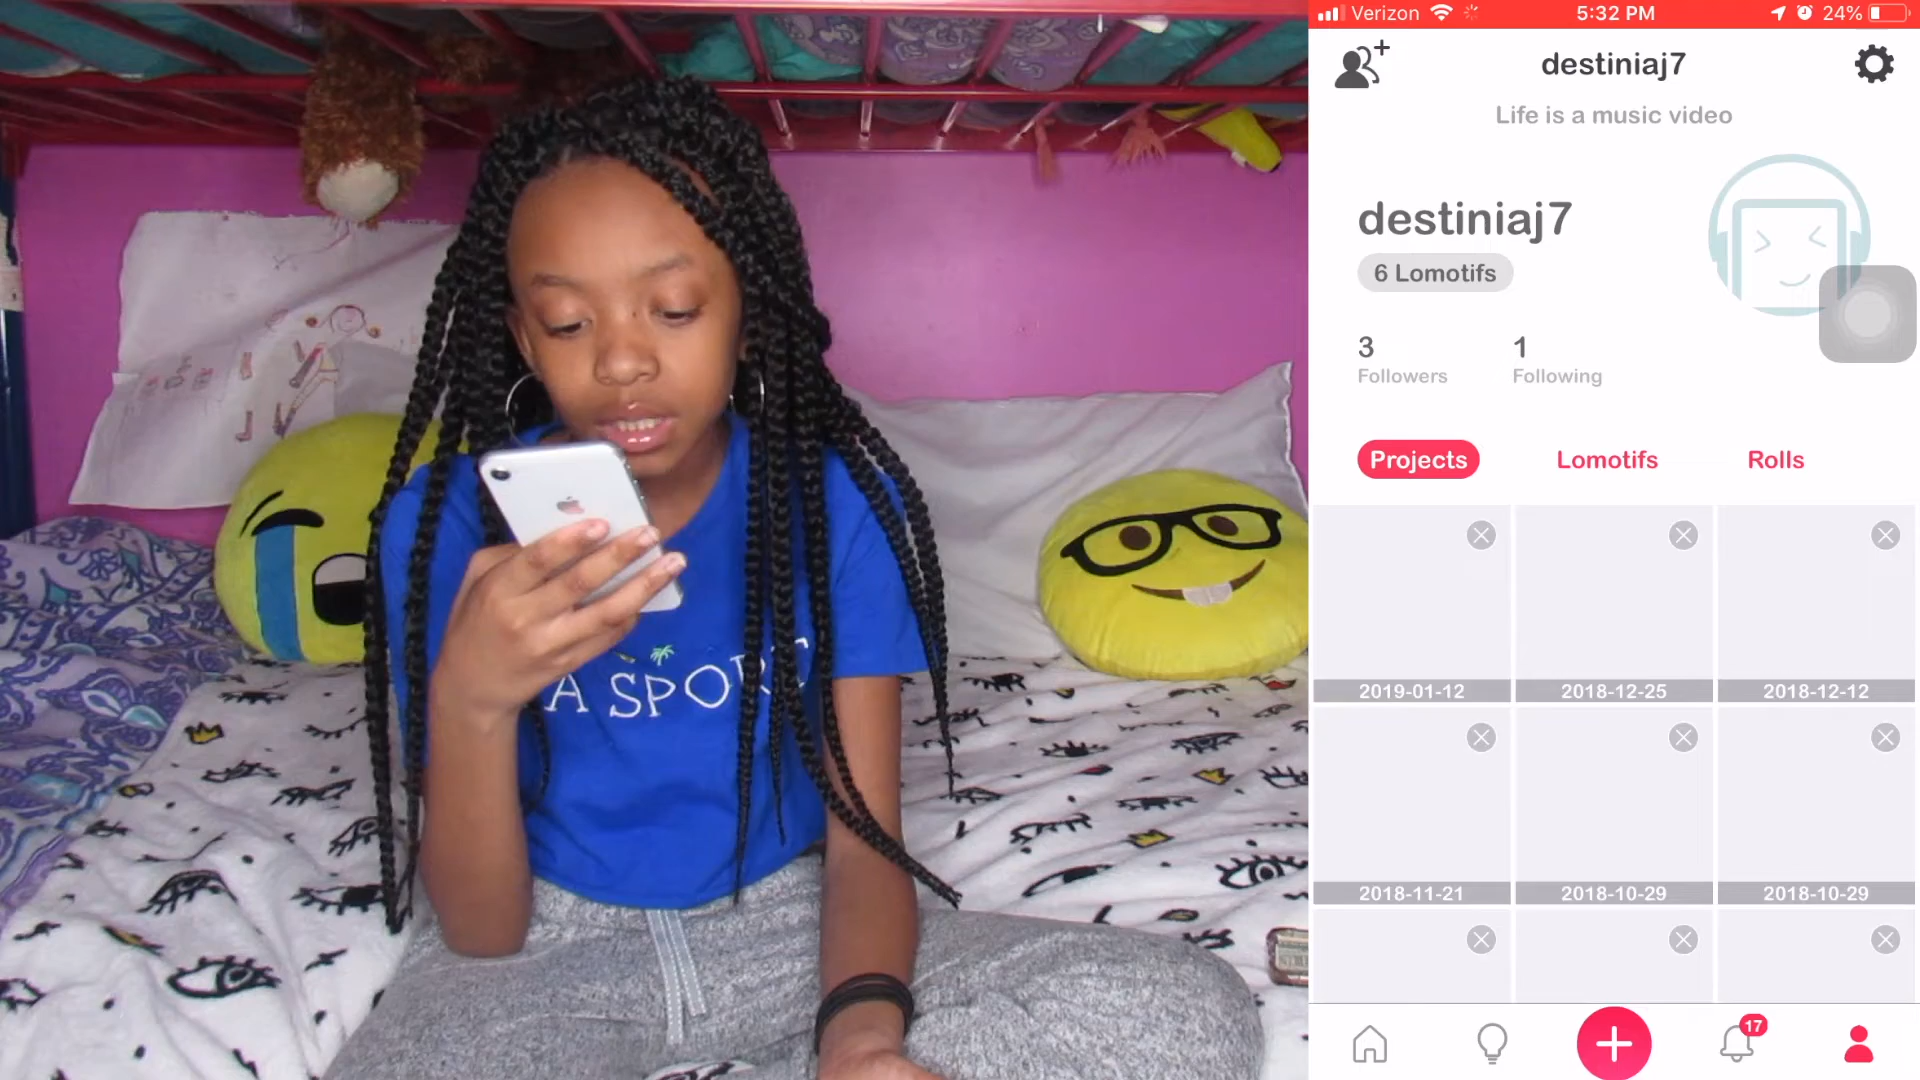 A SPORT
Verizon 5:32 PM 24%
destiniaj7
Life is a music video
destiniaj7
6 Lomotifs
3 1
Followers Following
Projects Lomotifs Rolls
2019-01-12 2018-12-25 2018-12-12
2018-11-21 2018-10-29 2018-10-29
17